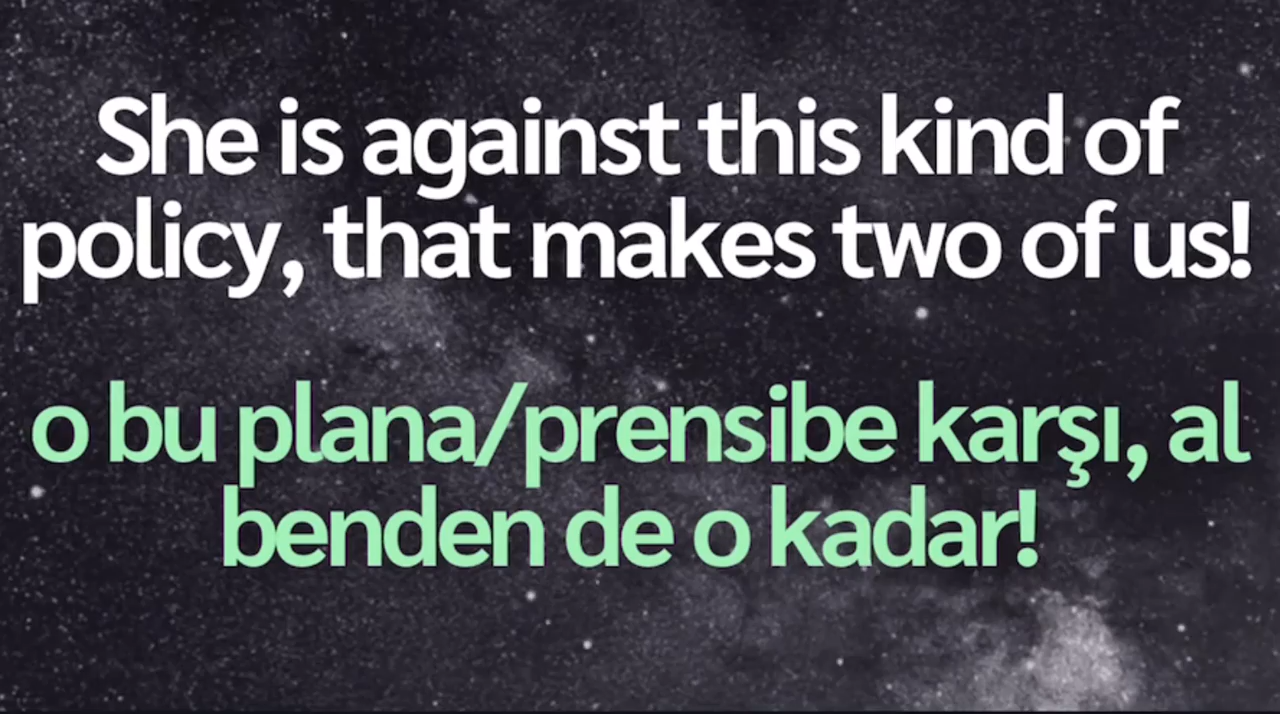 She is against this kind of
policy, that makes two of us!
o bu plana/prensibe karşı, al
benden de o kadar!